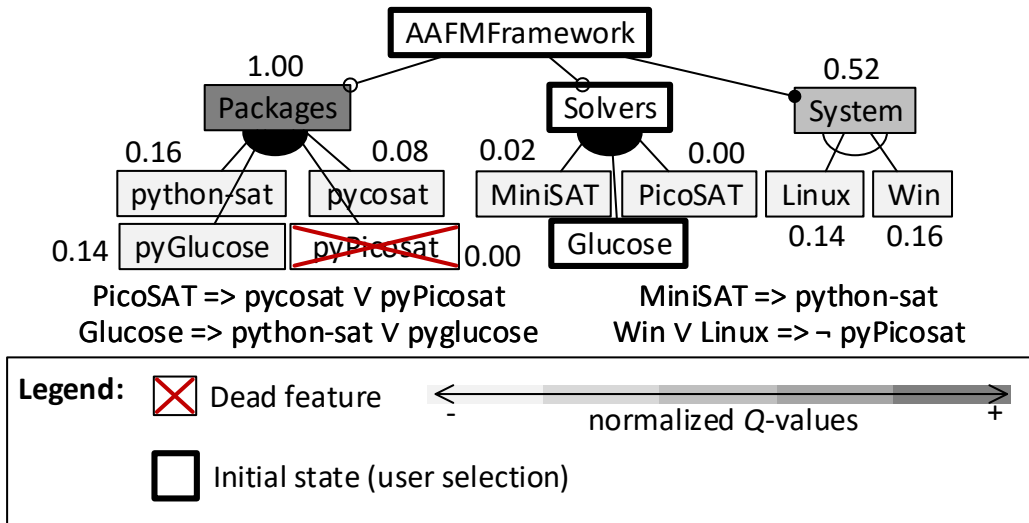 AAFMFramework
1.00
0.52
Packages
Solvers
System
0.16
0.08
0.02
0.00
python-sat
pycosat
MiniSAT
PicoSAT
Linux
Win
0.14
pyGlucose
pyPicosat
0.00
Glucose
0.14
0.16
PicoSAT => pycosat ∨ pyPicosat
MiniSAT => python-sat
Glucose => python-sat ∨ pyglucose
Win ∨ Linux => ¬ pyPicosat
Legend:
Dead feature
- normalized Q-values +
Initial state (user selection)